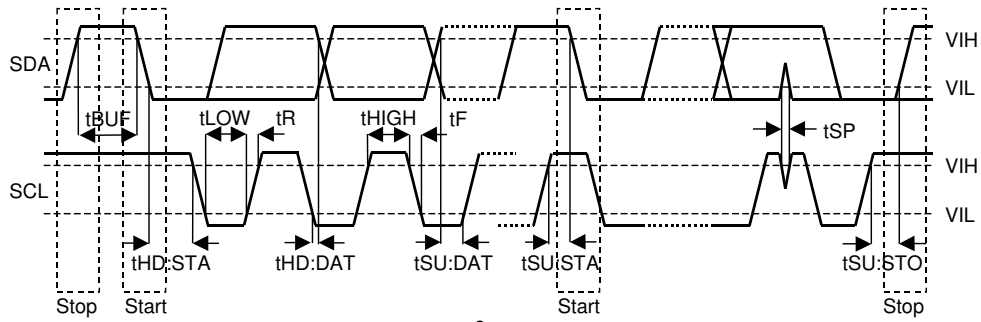 VIH
SDA
VIL
tBUF tLOW tR tHIGH tF tSP
VIH
SCL
VIL
tHD:STA tHD:DAT tSU:DAT tSU:STA tSU:STO
Stop Start Start Stop